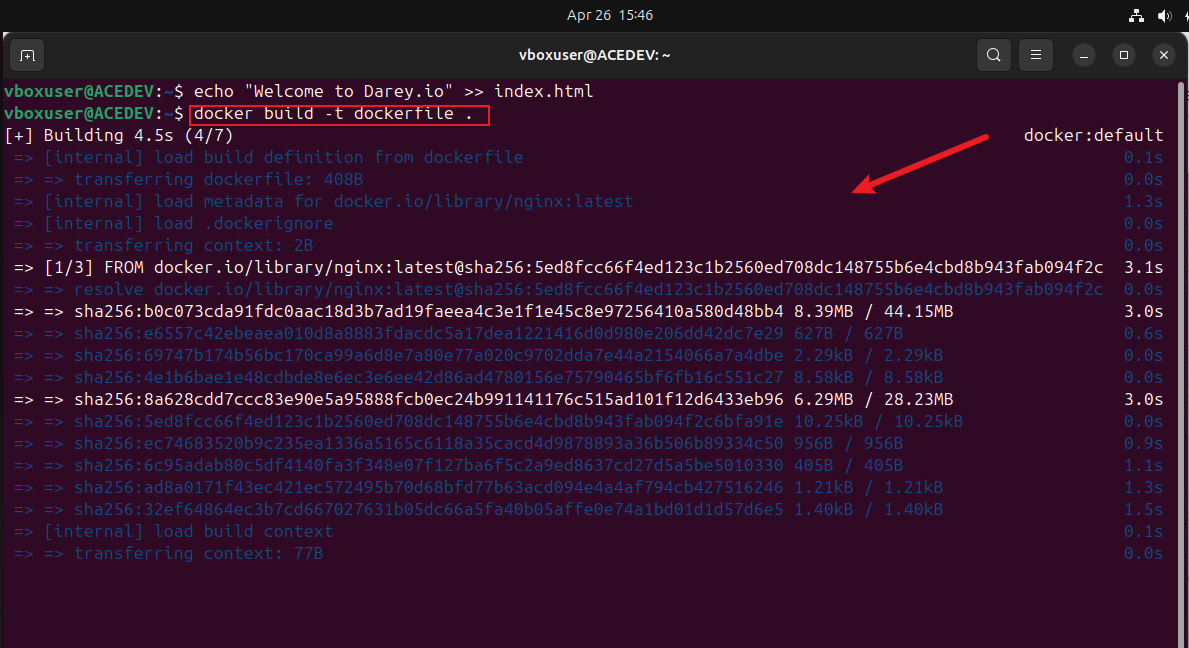 Apr 26 15:46
vboxuser@ACEDEV: ~
vboxuser@ACEDEV:~$ echo "Welcome to Darey.io" >> index.html
vboxuser@ACEDEV:~$ docker build -t dockerfile .
[+] Building 4.5s (4/7) docker:default
=> [internal] load build definition from dockerfile 0.1s
=> => transferring dockerfile: 408B 0.0s
=> [internal] load metadata for docker.io/library/nginx:latest 1.3s
=> [internal] load .dockerignore 0.0s
=> => transferring context: 2B 0.0s
=> [1/3] FROM docker.io/library/nginx:latest@sha256:5ed8fcc66f4ed123c1b2560ed708dc148755b6e4cbd8b943fab094f2c 3.1s
=> => resolve docker.io/library/nginx:latest@sha256:5ed8fcc66f4ed123c1b2560ed708dc148755b6e4cbd8b943fab094f2c 0.0s
=> => sha256:b0c073cda91fdc0aac18d3b7ad19faeea4c3e1f1e45c8e97256410a580d48bb4 8.39MB / 44.15MB 3.0s
=> => sha256:e6557c42ebeaea010d8a8883fdacdc5a17dea1221416d0d980e206dd42dc7e29 627B / 627B 0.6s
=> => sha256:69747b174b56bc170ca99a6d8e7a80e77a020c9702dda7e44a2154066a7a4dbe 2.29kB / 2.29kB 0.0s
=> => sha256:4e1b6bae1e48cdbde8e6ec3e6ee42d86ad4780156e75790465bf6fb16c551c27 8.58kB / 8.58kB 0.0s
=> => sha256:8a628cdd7ccc83e90e5a95888fcb0ec24b991141176c515ad101f12d6433eb96 6.29MB / 28.23MB 3.0s
=> => sha256:5ed8fcc66f4ed123c1b2560ed708dc148755b6e4cbd8b943fab094f2c6bfa91e 10.25kB / 10.25kB 0.0s
=> => sha256:ec74683520b9c235ea1336a5165c6118a35cacd4d9878893a36b506b89334c50 956B / 956B 0.9s
=> => sha256:6c95adab80c5df4140fa3f348e07f127ba6f5c2a9ed8637cd27d5a5be5010330 405B / 405B 1.1s
=> => sha256:ad8a0171f43ec421ec572495b70d68bfd77b63acd094e4a4af794cb427516246 1.21kB / 1.21kB 1.3s
=> => sha256:32ef64864ec3b7cd667027631b05dc66a5fa40b05affe0e74a1bd01d1d57d6e5 1.40kB / 1.40kB 1.5s
=> [internal] load build context 0.1s
=> => transferring context: 77B 0.0s